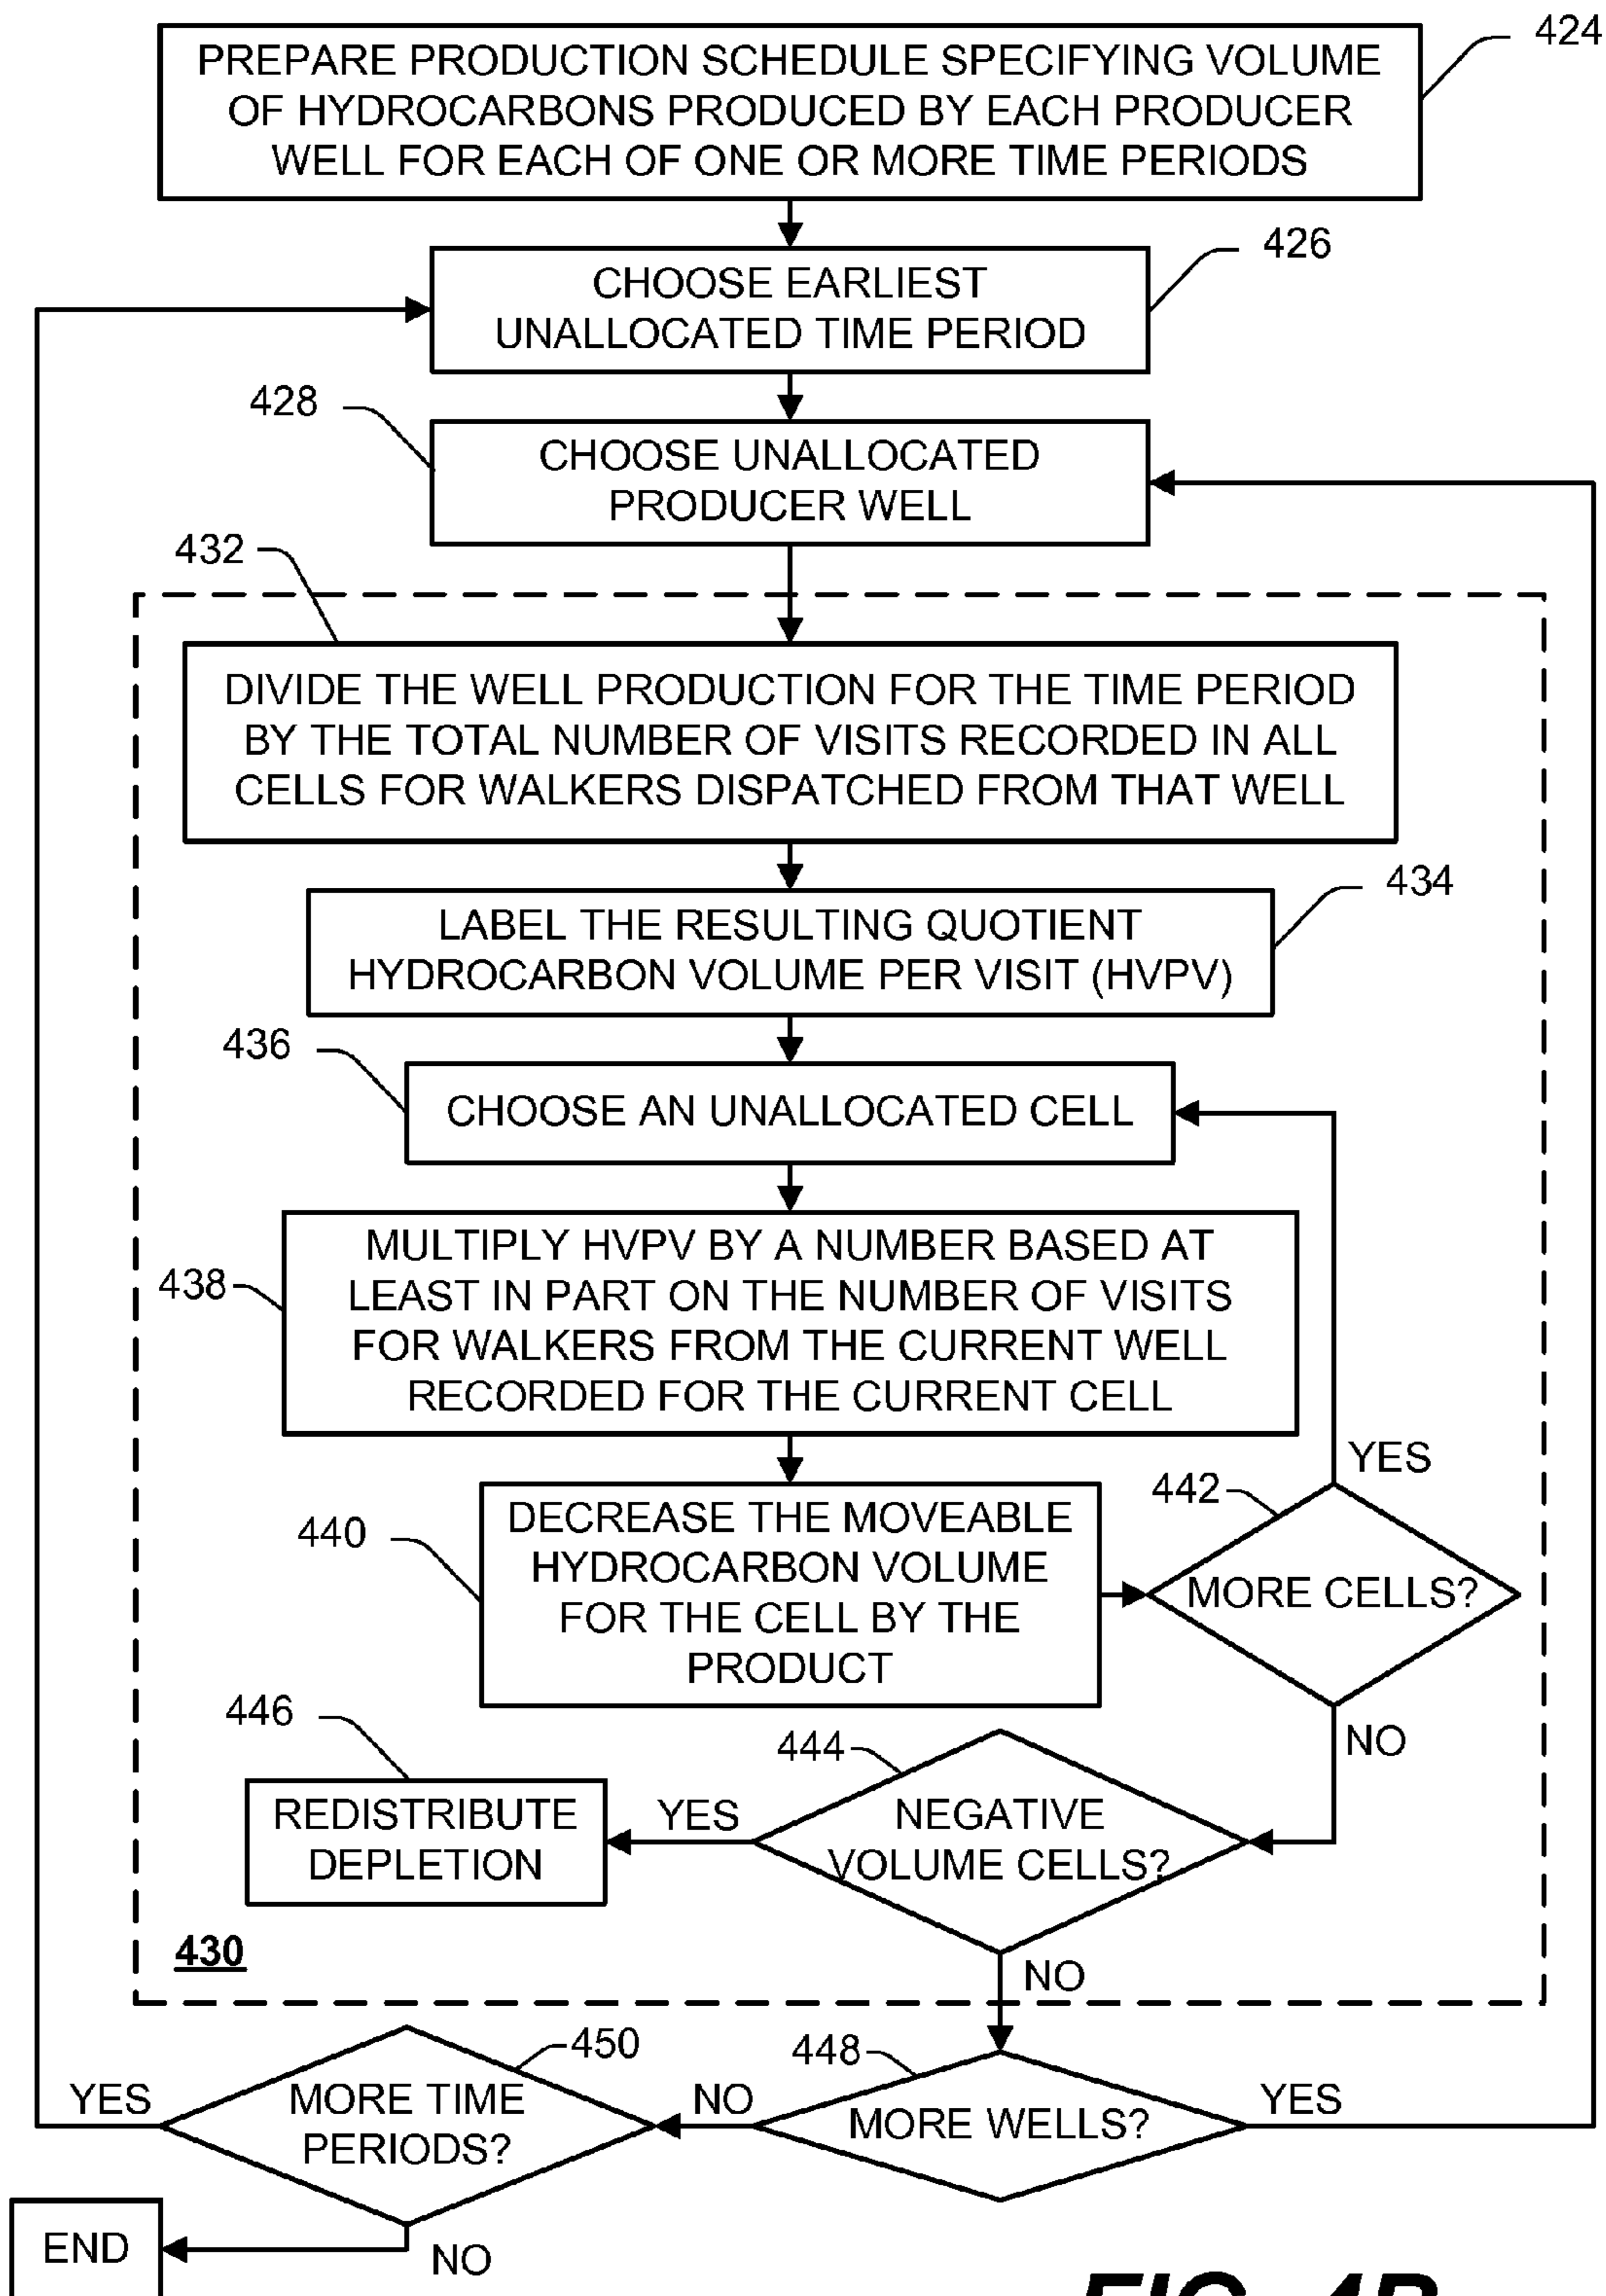 424
PREPARE PRODUCTION SCHEDULE SPECIFYING VOLUME
OF HYDROCARBONS PRODUCED BY EACH PRODUCER
WELL FOR EACH OF ONE OR MORE TIME PERIODS
426
CHOOSE EARLIEST
UNALLOCATED TIME PERIOD
428
CHOOSE UNALLOCATED
PRODUCER WELL
432
DIVIDE THE WELL PRODUCTION FOR THE TIME PERIOD
BY THE TOTAL NUMBER OF VISITS RECORDED IN ALL
CELLS FOR WALKERS DISPATCHED FROM THAT WELL
434
LABEL THE RESULTING QUOTIENT
HYDROCARBON VOLUME PER VISIT (HVPV)
436
CHOOSE AN UNALLOCATED CELL
438
MULTIPLY HVPV BY A NUMBER BASED AT
LEAST IN PART ON THE NUMBER OF VISITS
FOR WALKERS FROM THE CURRENT WELL
RECORDED FOR THE CURRENT CELL
YES
442
440
DECREASE THE MOVEABLE
HYDROCARBON VOLUME
FOR THE CELL BY THE
PRODUCT
MORE CELLS?
NO
446
444
REDISTRIBUTE
DEPLETION
YES
NEGATIVE
VOLUME CELLS?
430
NO
450
448
YES
MORE TIME
PERIODS?
NO
MORE WELLS?
YES
END
NO
FIG. 4B